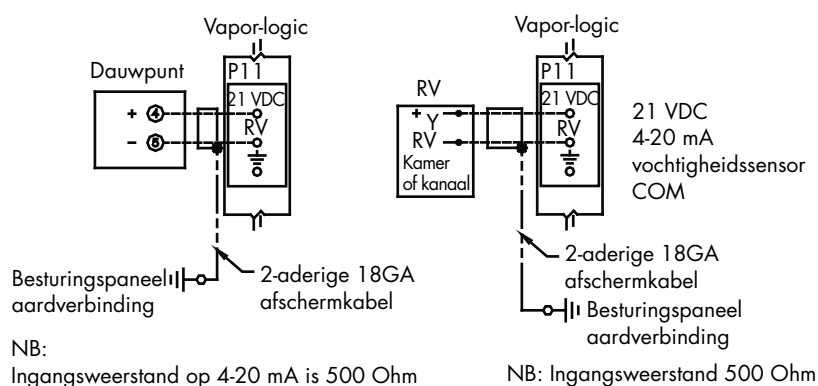 Vapor-logic
Dauwpunt
P11
21 VDC
+ 4
RV
- 5
Besturingspaneel
aardverbinding
2-aderige 18GA
afschermkabel
NB:
Ingangsweerstand op 4-20 mA is 500 Ohm
Vapor-logic
RV
P11
21 VDC
+ Y
RV
RV
Kamer
of kanaal
21 VDC
4-20 mA
vochtigheidssensor
COM
2-aderige 18GA
afschermkabel
Besturingspaneel
aardverbinding
NB: Ingangsweerstand 500 Ohm